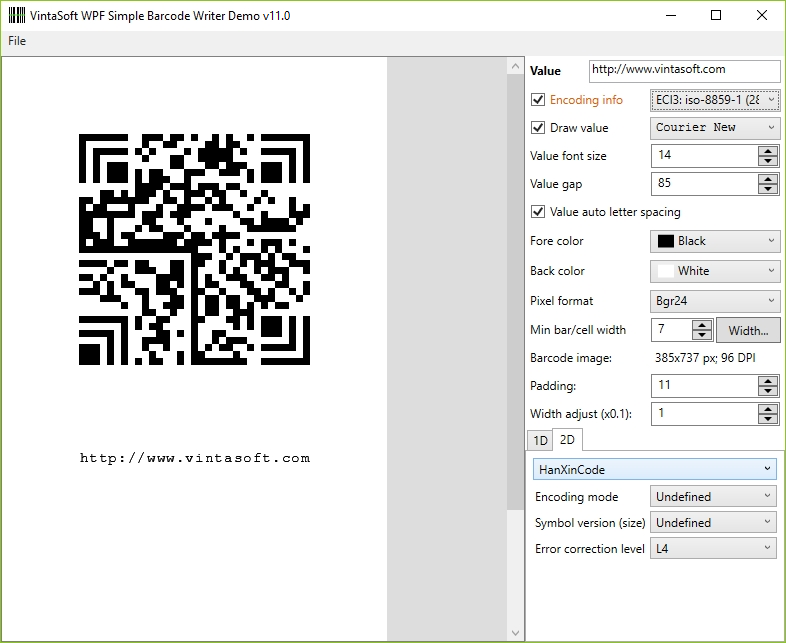 VintaSoft WPF Simple Barcode Writer Demo v11.0
File
Value http://www.vintasoft.com
Encoding info ECI3: iso-8859-1 (28
Draw value Courier New
Value font size 14
Value gap 85
Value auto letter spacing
Fore color Black
Back color White
Pixel format Bgr24
Min bar/cell width 7 Width...
Barcode image: 385x737 px; 96 DPI
Padding: 11
Width adjust (x0.1): 1
1D 2D
HanXinCode
Encoding mode Undefined
Symbol version (size) Undefined
Error correction level L4
http://www.vintasoft.com